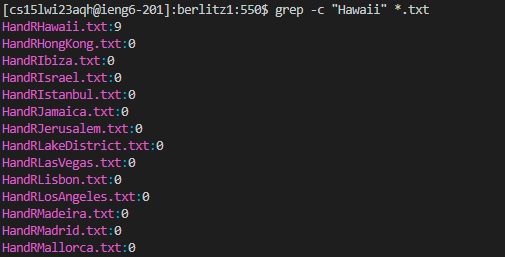 [cs15lwi23aqh@ieng6-201]:berlitz1:550$ grep -c "Hawaii" *.txt
HandRHawaii.txt:9
HandRHongKong.txt:0
HandRIbiza.txt:0
HandRIsrael.txt:0
HandRIstanbul.txt:0
HandRJamaica.txt:0
HandRJerusalem.txt:0
HandRLakeDistrict.txt:0
HandRLasVegas.txt:0
HandRLisbon.txt:0
HandRLosAngeles.txt:0
HandRMadeira.txt:0
HandRMadrid.txt:0
HandRMallorca.txt:0